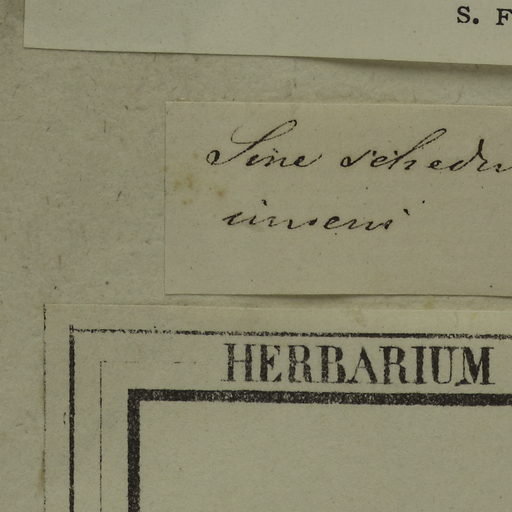 S. F
Sine schedu
inveni
HERBARIUM